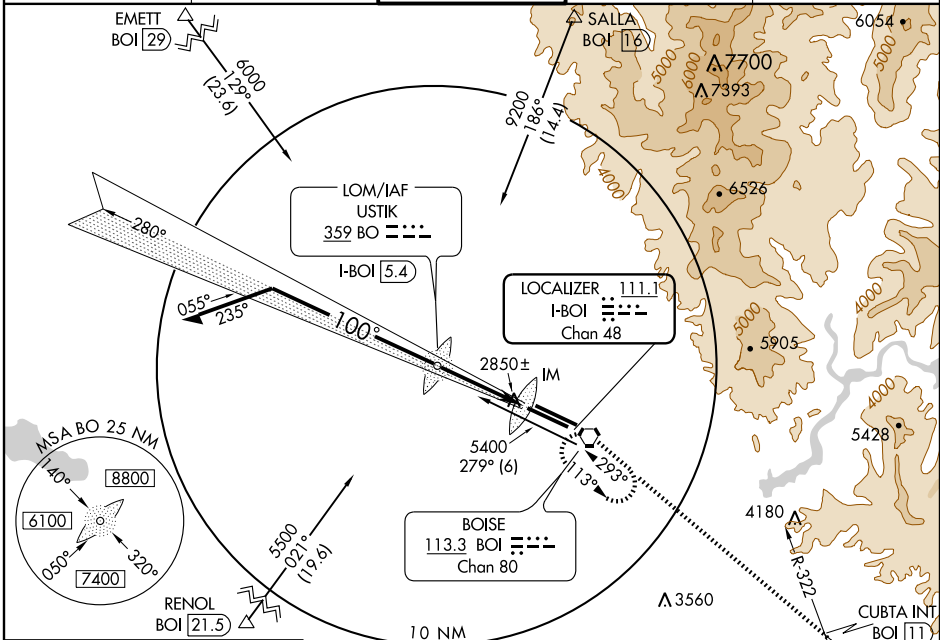 EMETT
BOI 29
6000
129°
(23.6)
SALLA
BOI 16
9200
186°
(14.4)
6054
5000
5000
5000
7700
7393
4000
6526
LOM/IAF
USTIK
359 BO
I-BOI 5.4
280°
055°
235°
100°
LOCALIZER 111.1
I-BOI
Chan 48
5000
5905
4000
2850±
IM
4000
5428
5400
279° (6)
293°
113°
MSA BO 25 NM
140°
8800
6100
050°
320°
7400
BOISE
113.3 BOI
Chan 80
4180
R-322
5500
021°
(19.6)
RENOL
BOI 21.5
3560
10 NM
CUBTA INT
BOI 11